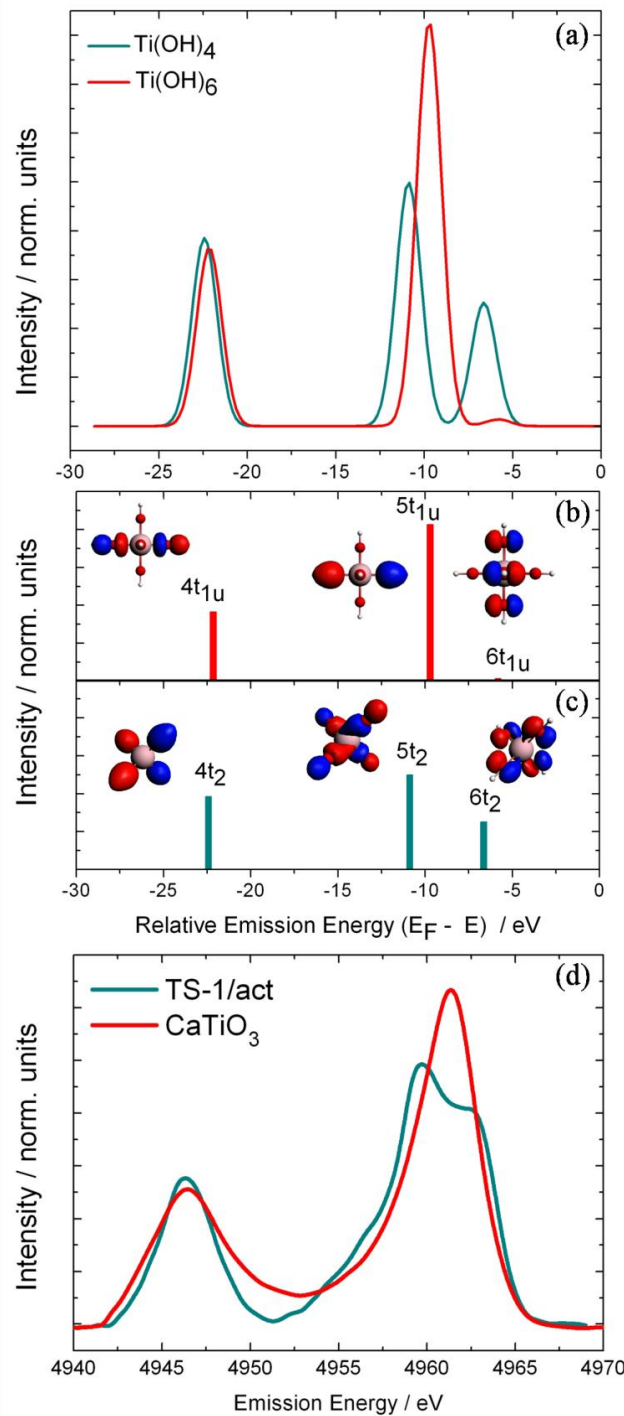 (a)
Ti(OH)4
Ti(OH)6
Intensity / norm. units
-30 -25 -20 -15 -10 -5 0
(b)
5t1u
4t1u
6t1u
Intensity / norm. units
(c)
4t2
5t2
6t2
-30 -25 -20 -15 -10 -5 0
Relative Emission Energy (EF - E) / eV
(d)
TS-1/act
CaTiO3
Intensity / norm. units
4940 4945 4950 4955 4960 4965 4970
Emission Energy / eV